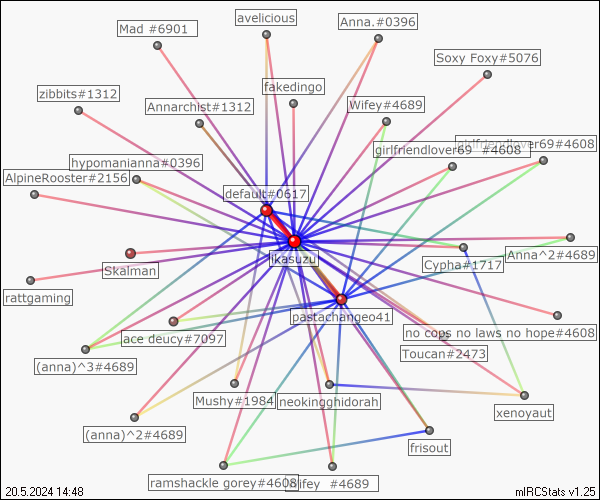 avelicious
Anna.#0396
Mad #6901
Soxy Foxy#5076
fakedingo
zibbits#1312
Annarchist#1312
Wifey#4689
girlfriendlover69#4608
girlfriendlover69 #4608
hypomanianna#0396
AlpineRooster#2156
default#0617
Anna^2#4689
ikasuzu
Cypha#1717
Skalman
rattgaming
pastachangeo41
no cops no laws no hope#4608
ace deucy#7097
Toucan#2473
(anna)^3#4689
Mushy#1984
neokingghidorah
xenoyaut
(anna)^2#4689
frisout
ramshackle gorey#4608
Wifey #4689
20.5.2024 14:48
mIRCStats v1.25